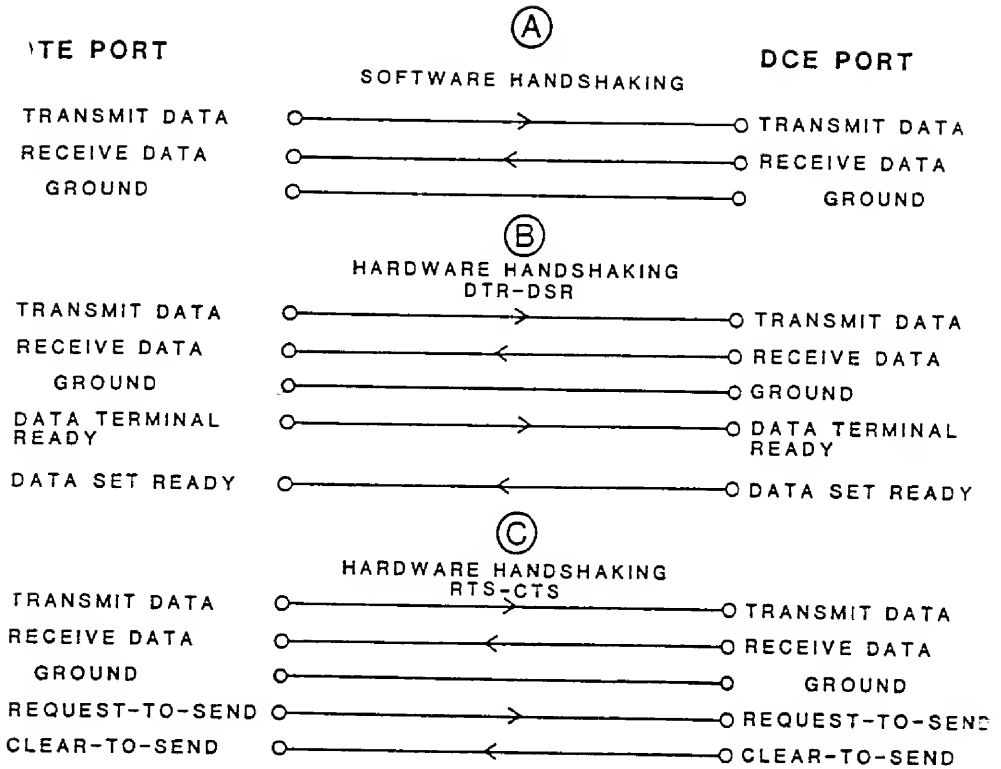 A
TE PORT DCE PORT
SOFTWARE HANDSHAKING
TRANSMIT DATA TRANSMIT DATA
RECEIVE DATA RECEIVE DATA
GROUND GROUND
B
HARDWARE HANDSHAKING
DTR-DSR
TRANSMIT DATA TRANSMIT DATA
RECEIVE DATA RECEIVE DATA
GROUND GROUND
DATA TERMINAL DATA TERMINAL
READY READY
DATA SET READY DATA SET READY
C
HARDWARE HANDSHAKING
RTS-CTS
TRANSMIT DATA TRANSMIT DATA
RECEIVE DATA RECEIVE DATA
GROUND GROUND
REQUEST-TO-SEND REQUEST-TO-SEND
CLEAR-TO-SEND CLEAR-TO-SEND